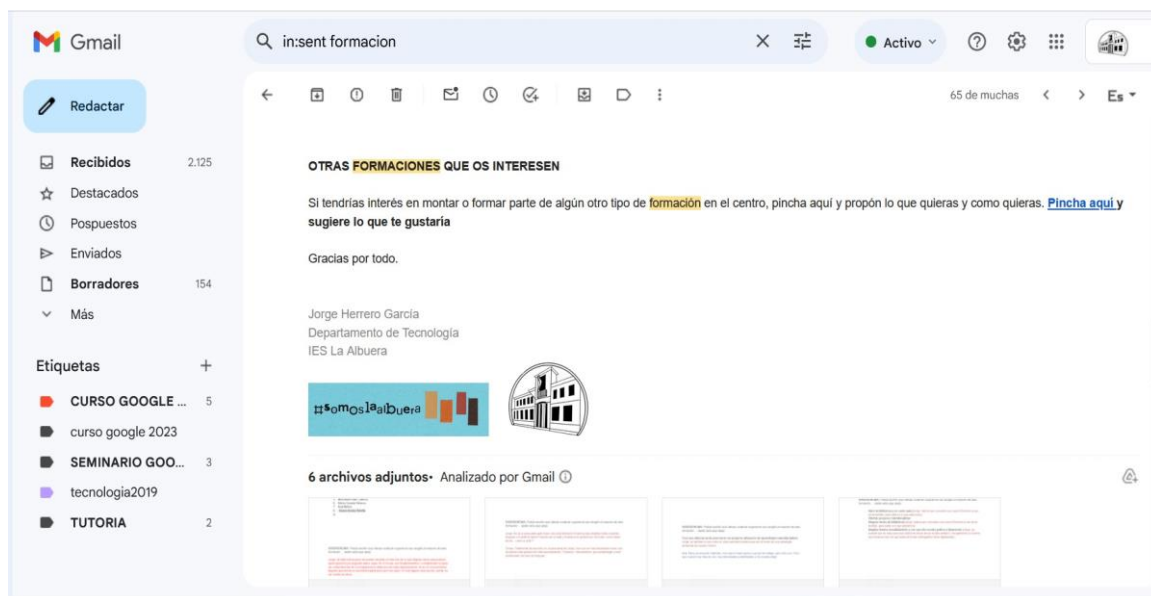 Gmail
in:sent formacion
Activo
Redactar
65 de muchas
Es
Recibidos 2.125
Destacados
Pospuestos
Enviados
Borradores 154
Más
Etiquetas
CURSO GOOGLE ... 5
curso google 2023
SEMINARIO GOO... 3
tecnologia2019
TUTORIA 2
OTRAS FORMACIONES QUE OS INTERESEN
Si tendrías interés en montar o formar parte de algún otro tipo de formación en el centro, pincha aquí y propón lo que quieras y como quieras. Pincha aquí y
sugiere lo que te gustaría
Gracias por todo.
Jorge Herrero García
Departamento de Tecnología
IES La Albuera
#somoslaalbuera
6 archivos adjuntos• Analizado por Gmail